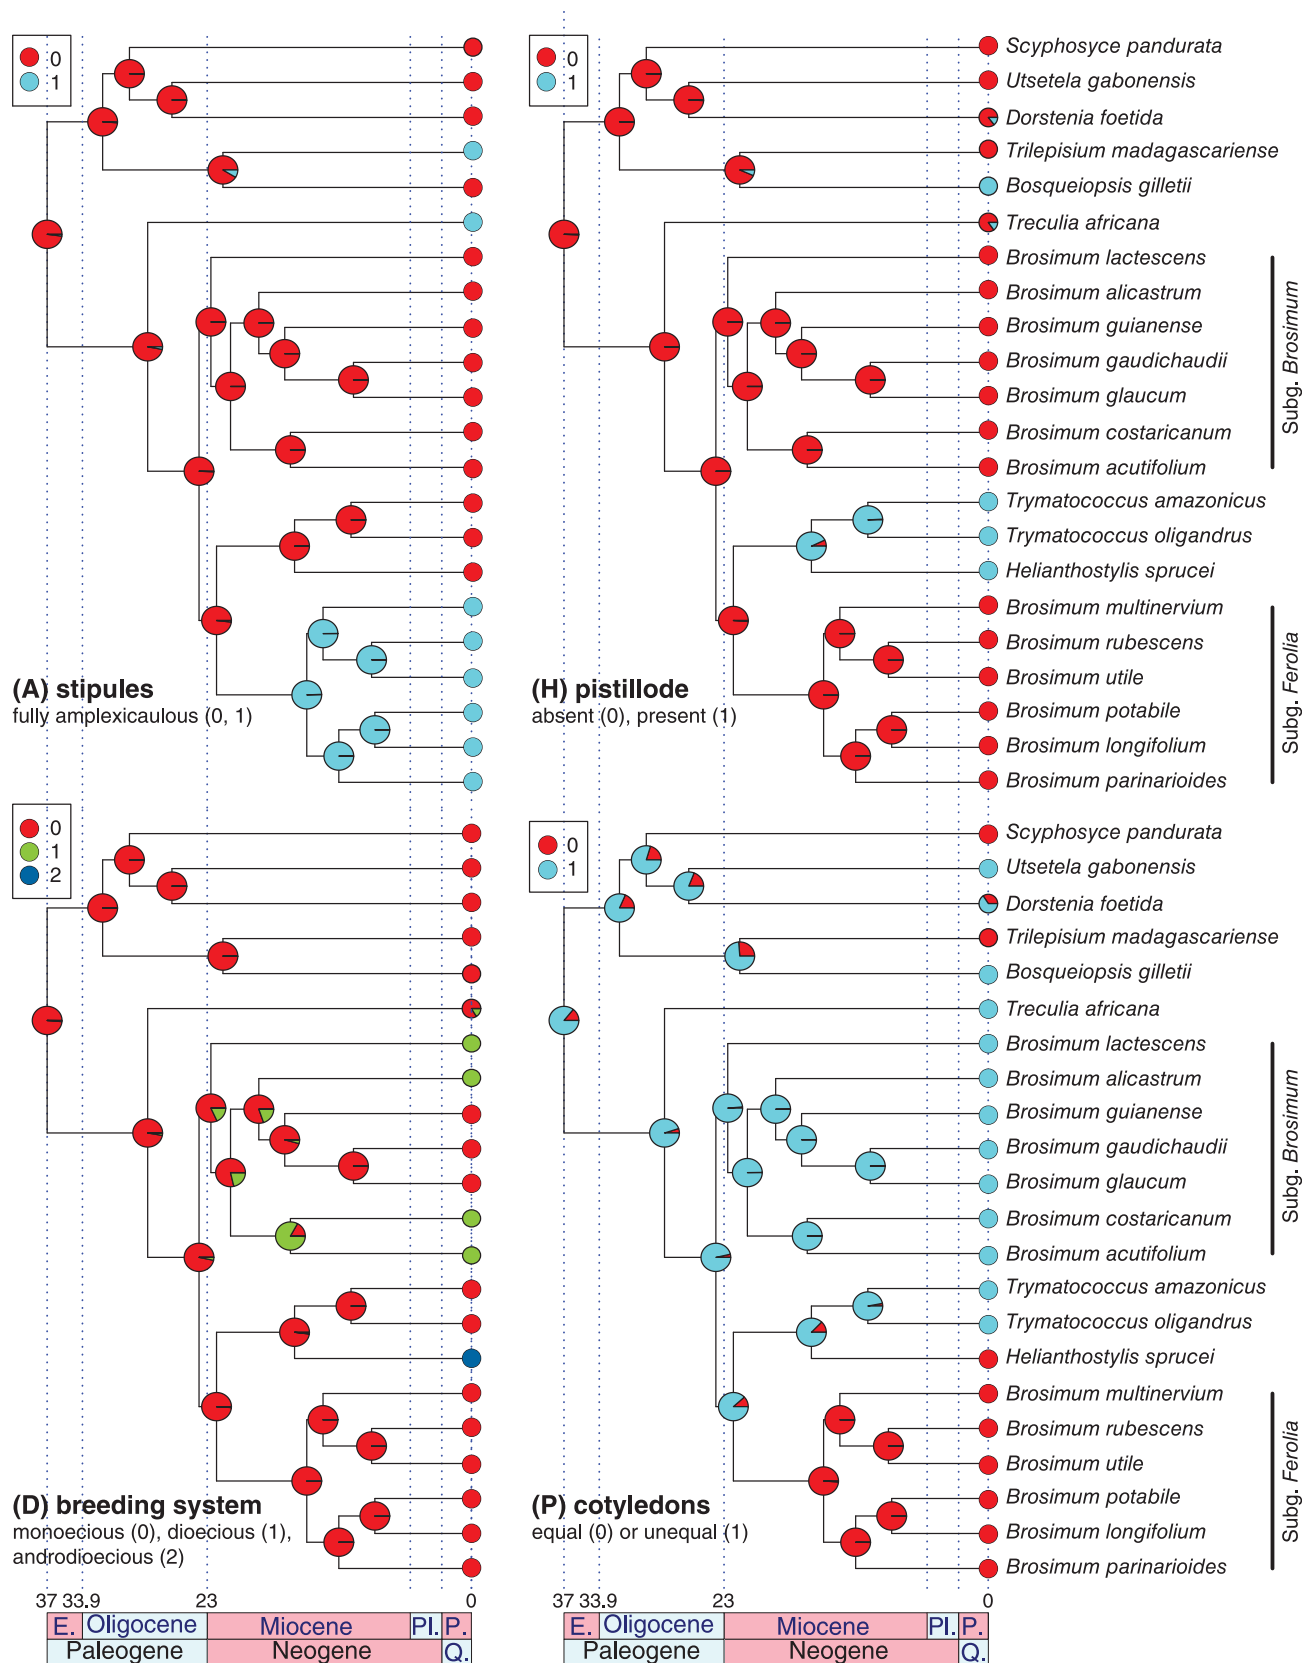 0
1
0
1
Scyphosyce pandurata
Utsetela gabonensis
Dorstenia foetida
Trilepisium madagascariense
Bosqueiopsis gilletii
Treculia africana
Brosimum lactescens
Brosimum alicastrum
Brosimum guianense
Brosimum gaudichaudii
Brosimum glaucum
Brosimum costaricanum
Brosimum acutifolium
Subg. Brosimum
Trymatococcus amazonicus
Trymatococcus oligandrus
Helianthostylis sprucei
Brosimum multinervium
Brosimum rubescens
Brosimum utile
Brosimum potabile
Brosimum longifolium
Brosimum parinarioides
Subg. Ferolia
(A) stipules
fully amplexicaulous (0, 1)
(H) pistillode
absent (0), present (1)
0
1
2
0
1
Scyphosyce pandurata
Utsetela gabonensis
Dorstenia foetida
Trilepisium madagascariense
Bosqueiopsis gilletii
Treculia africana
Brosimum lactescens
Brosimum alicastrum
Brosimum guianense
Brosimum gaudichaudii
Brosimum glaucum
Brosimum costaricanum
Brosimum acutifolium
Subg. Brosimum
Trymatococcus amazonicus
Trymatococcus oligandrus
Helianthostylis sprucei
Brosimum multinervium
Brosimum rubescens
Brosimum utile
Brosimum potabile
Brosimum longifolium
Brosimum parinarioides
Subg. Ferolia
(D) breeding system
monoecious (0), dioecious (1),
androdioecious (2)
(P) cotyledons
equal (0) or unequal (1)
37 33.9 23 0
E. Oligocene Miocene Pl. P.
Paleogene Neogene Q.
37 33.9 23 0
E. Oligocene Miocene Pl. P.
Paleogene Neogene Q.